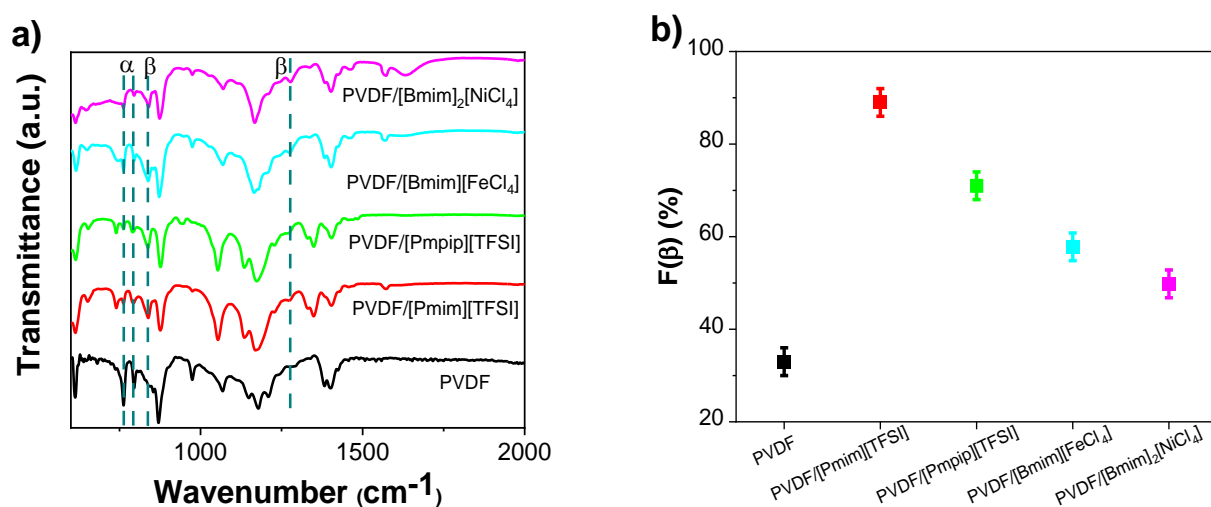 a)
α β β
PVDF/[Bmim]₂[NiCl₄]
PVDF/[Bmim][FeCl₄]
PVDF/[Pmpip][TFSI]
PVDF/[Pmim][TFSI]
PVDF
Transmittance (a.u.)
1000 1500 2000
Wavenumber (cm⁻¹)
b)
100
80
60
40
20
F(β) (%)
PVDF
PVDF/[Pmim][TFSI]
PVDF/[Pmpip][TFSI]
PVDF/[Bmim][FeCl₄]
PVDF/[Bmim]₂[NiCl₄]